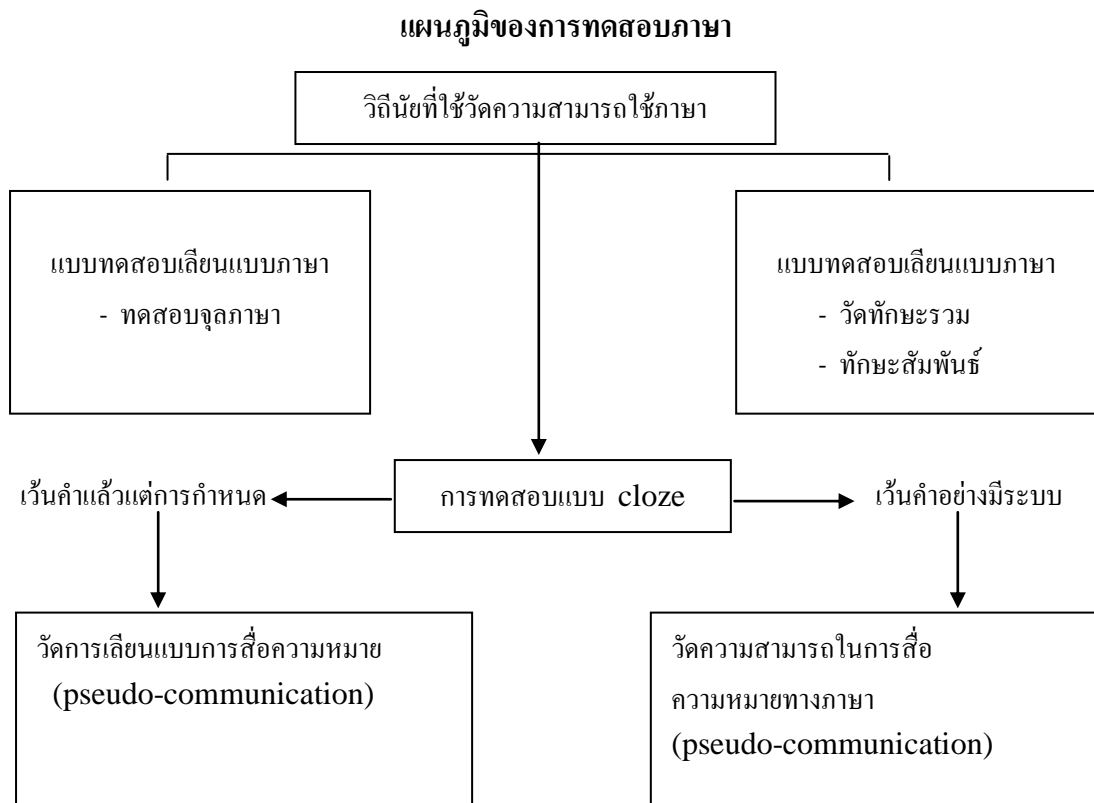 แผนภูมิของการทดสอบภาษา
วิถีนัยที่ใช้วัดความสามารถใช้ภาษา
แบบทดสอบเลียนแบบภาษา
- ทดสอบจุลภาษา
แบบทดสอบเลียนแบบภาษา
- วัดทักษะรวม
- ทักษะสัมพันธ์
เว้นคำแล้วแต่การกำหนด
การทดสอบแบบ cloze
เว้นคำอย่างมีระบบ
วัดการเลียนแบบการสื่อความหมาย
(pseudo-communication)
วัดความสามารถในการสื่อ
ความหมายทางภาษา
(pseudo-communication)